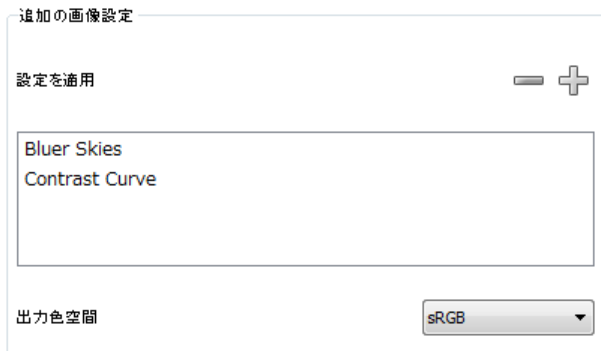 追加の画像設定
設定を適用
Bluer Skies
Contrast Curve
出力色空間
sRGB